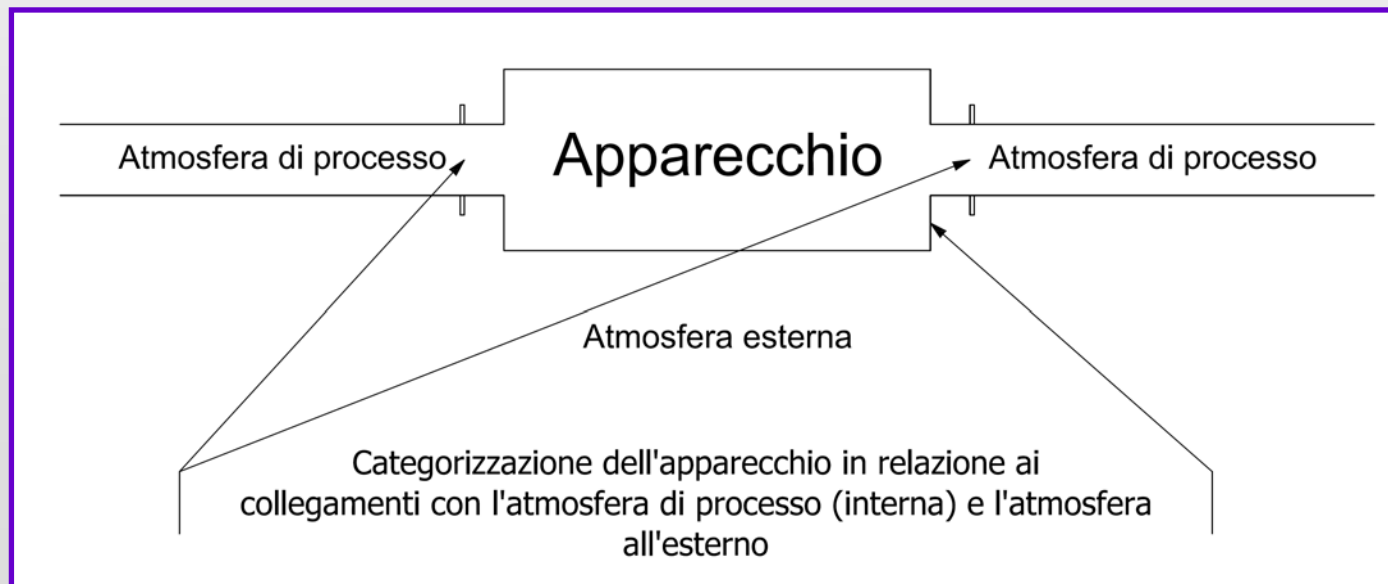 Atmosfera di processo
Apparecchio
Atmosfera di processo
Atmosfera esterna
Categorizzazione dell'apparecchio in relazione ai
collegamenti con l'atmosfera di processo (interna) e l'atmosfera
all'esterno